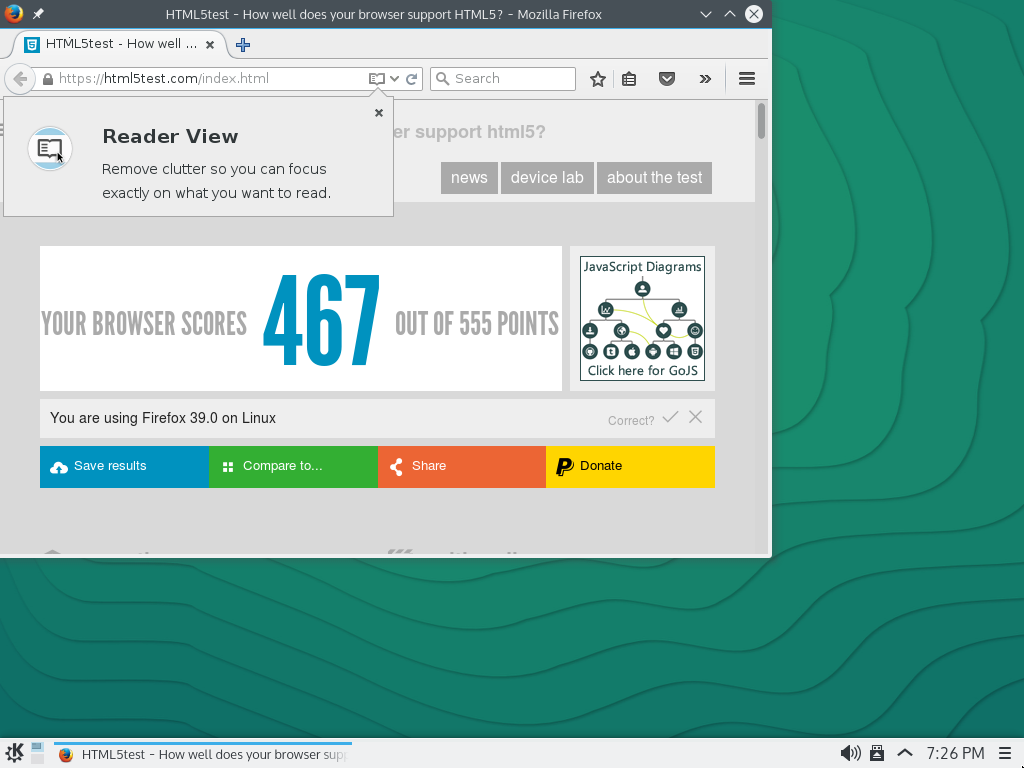 HTML5test - How well does your browser support HTML5? - Mozilla Firefox
HTML5test - How well ...
https://html5test.com/index.html
Search
Reader View
Remove clutter so you can focus
exactly on what you want to read.
support html5?
news
device lab
about the test
YOUR BROWSER SCORES 467 OUT OF 555 POINTS
JavaScript Diagrams
Click here for GoJS
You are using Firefox 39.0 on Linux
Correct?
Save results
Compare to...
Share
Donate
HTML5test - How well does your browser sup
7:26 PM